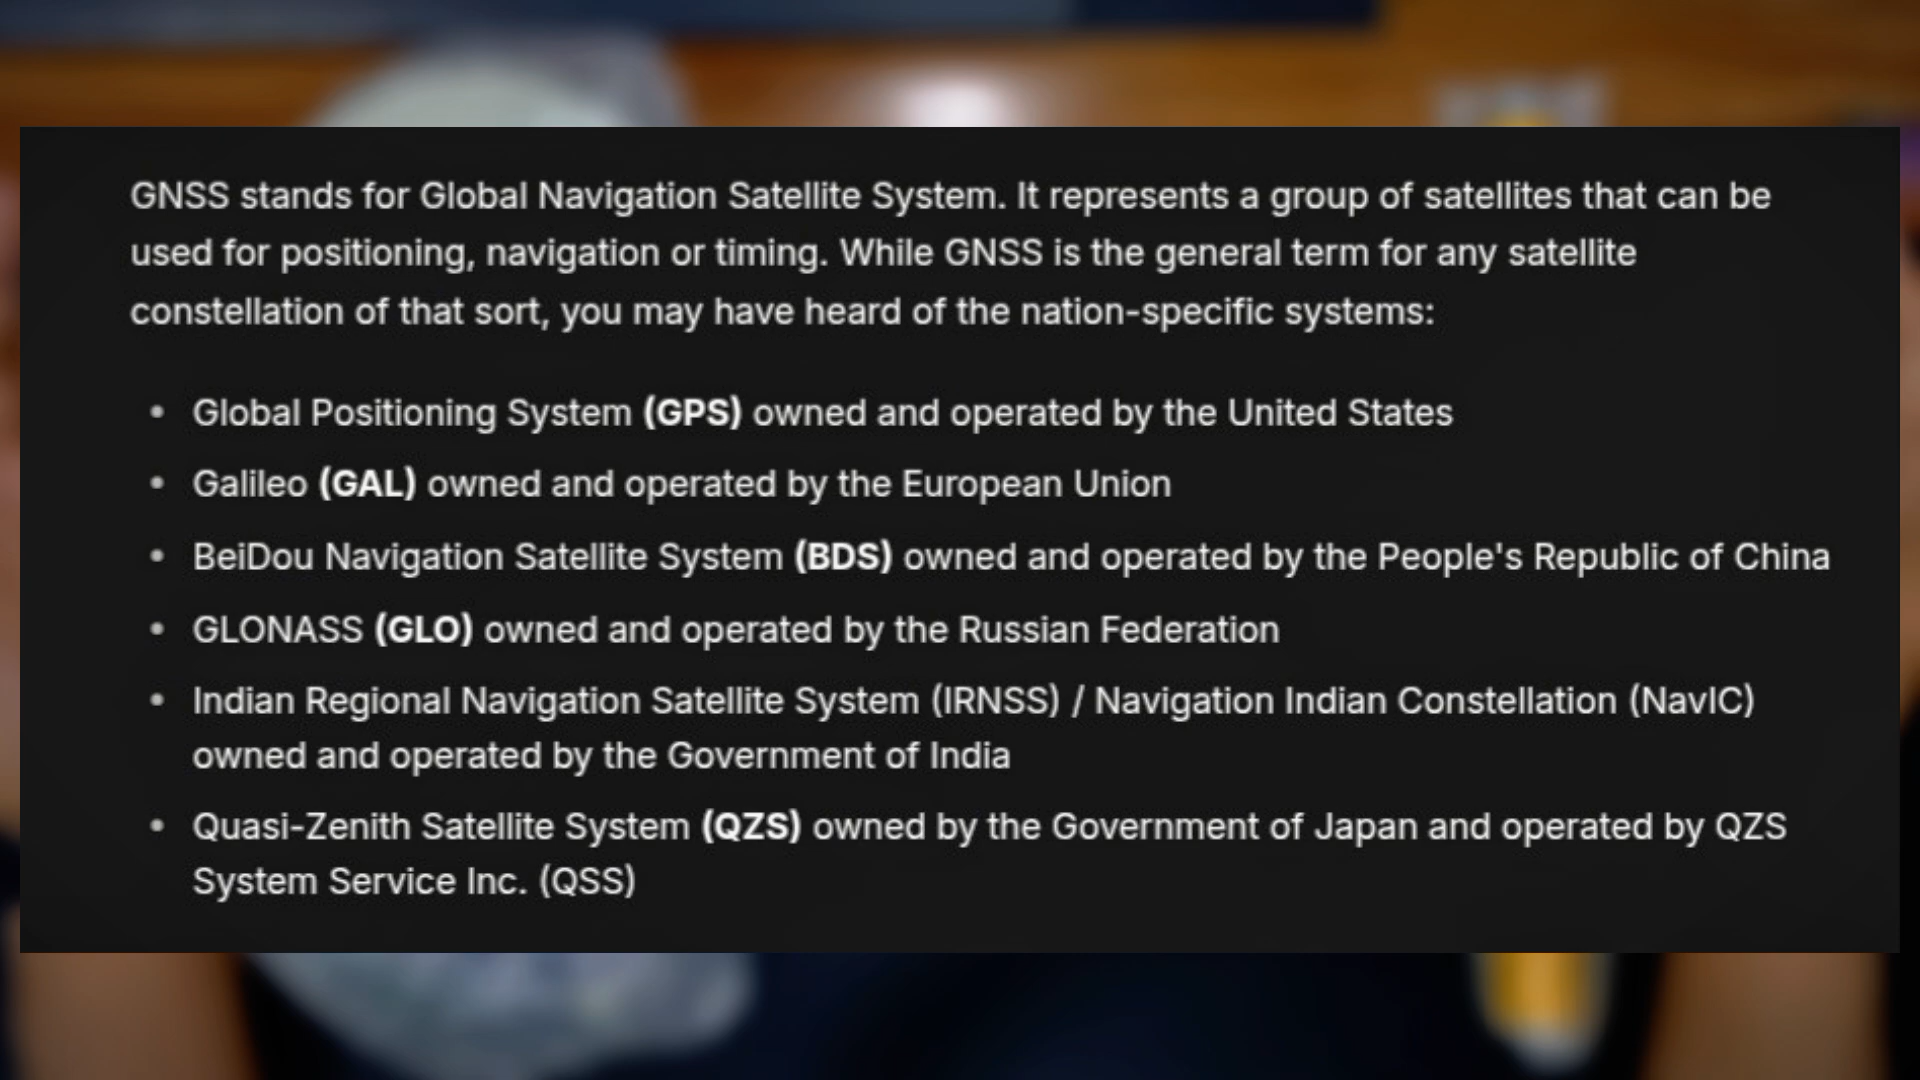 GNSS stands for Global Navigation Satellite System. It represents a group of satellites that can be
used for positioning, navigation or timing. While GNSS is the general term for any satellite
constellation of that sort, you may have heard of the nation-specific systems:
• Global Positioning System (GPS) owned and operated by the United States
• Galileo (GAL) owned and operated by the European Union
• BeiDou Navigation Satellite System (BDS) owned and operated by the People's Republic of China
• GLONASS (GLO) owned and operated by the Russian Federation
• Indian Regional Navigation Satellite System (IRNSS) / Navigation Indian Constellation (NavIC)
owned and operated by the Government of India
• Quasi-Zenith Satellite System (QZS) owned by the Government of Japan and operated by QZS
System Service Inc. (QSS)